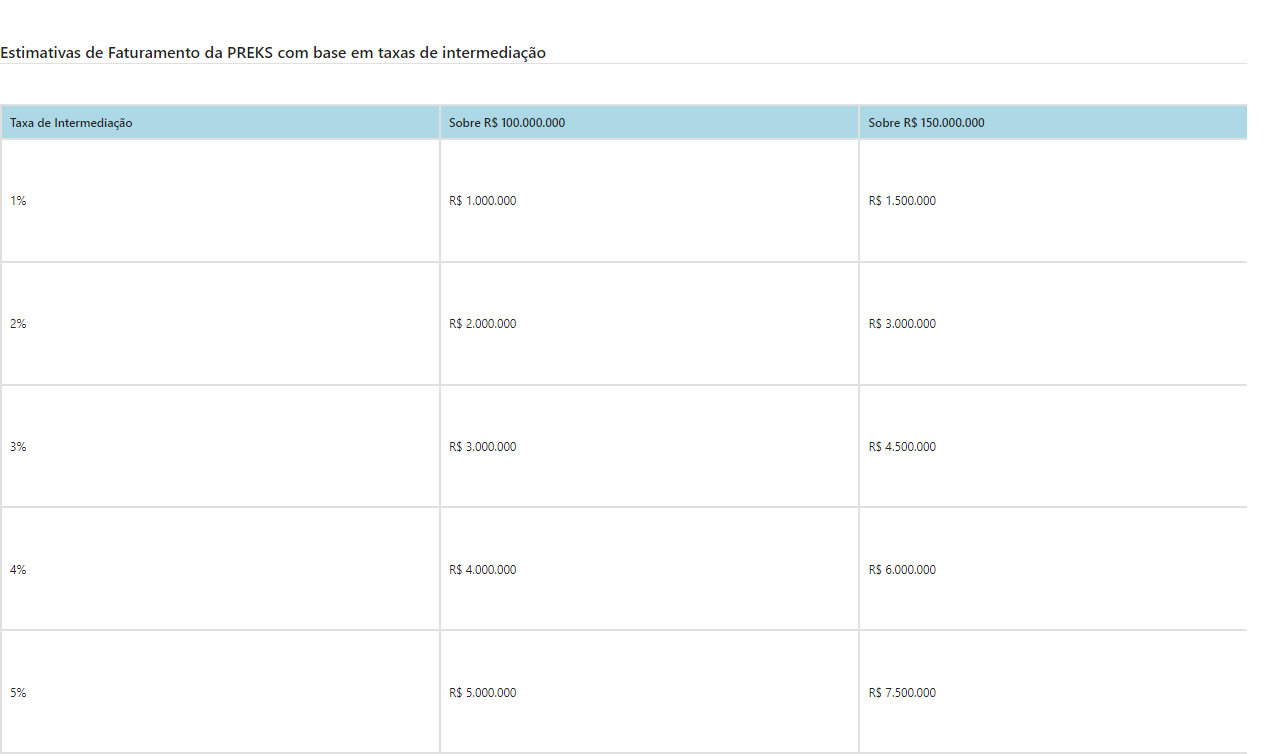 Estimativas de Faturamento da PREKS com base em taxas de intermediação
Taxa de Intermediação Sobre R$ 100.000.000 Sobre R$ 150.000.000
1% R$ 1.000.000 R$ 1.500.000
2% R$ 2.000.000 R$ 3.000.000
3% R$ 3.000.000 R$ 4.500.000
4% R$ 4.000.000 R$ 6.000.000
5% R$ 5.000.000 R$ 7.500.000